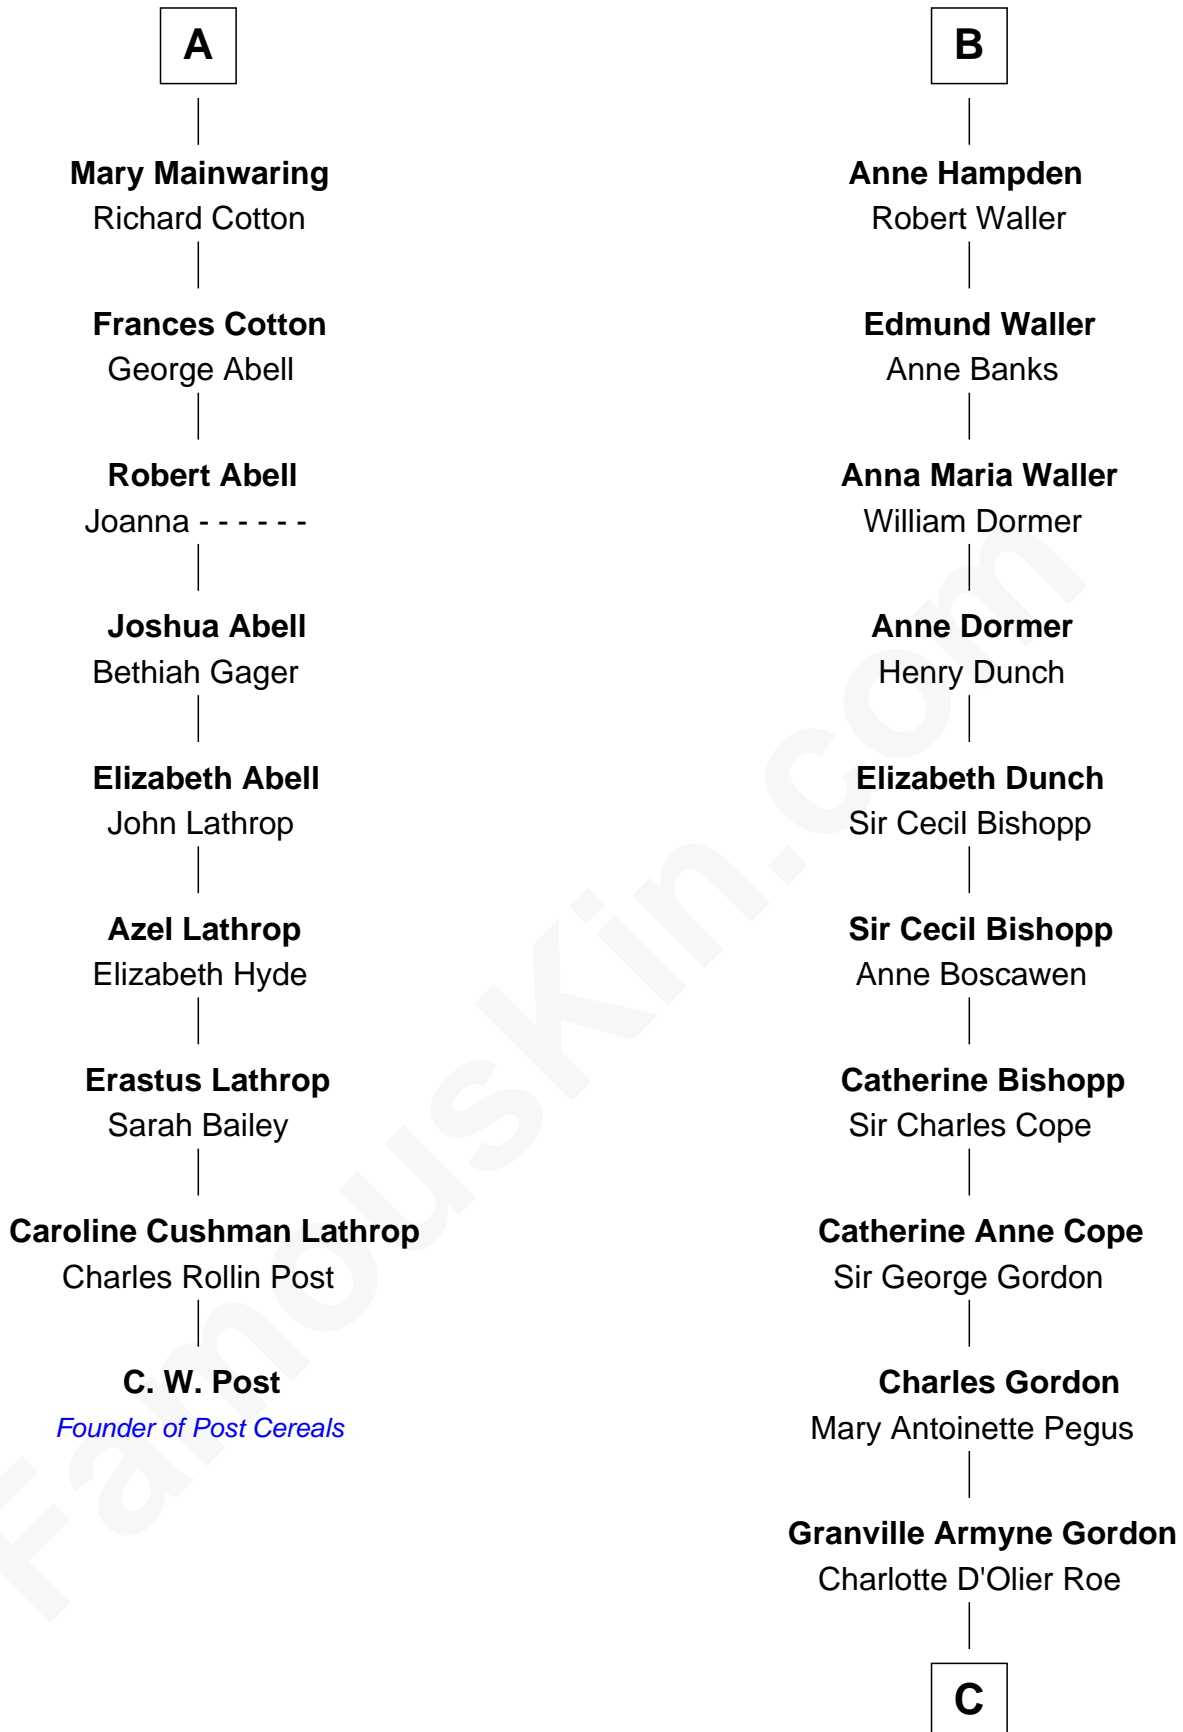 A
Mary Mainwaring
Richard Cotton
Frances Cotton
George Abell
Robert Abell
Joanna - - - - - -
Joshua Abell
Bethiah Gager
Elizabeth Abell
John Lathrop
Azel Lathrop
Elizabeth Hyde
Erastus Lathrop
Sarah Bailey
Caroline Cushman Lathrop
Charles Rollin Post
C. W. Post
Founder of Post Cereals
B
Anne Hampden
Robert Waller
Edmund Waller
Anne Banks
Anna Maria Waller
William Dormer
Anne Dormer
Henry Dunch
Elizabeth Dunch
Sir Cecil Bishopp
Sir Cecil Bishopp
Anne Boscawen
Catherine Bishopp
Sir Charles Cope
Catherine Anne Cope
Sir George Gordon
Charles Gordon
Mary Antoinette Pegus
Granville Armyne Gordon
Charlotte D'Olier Roe
C
FamousKin.com